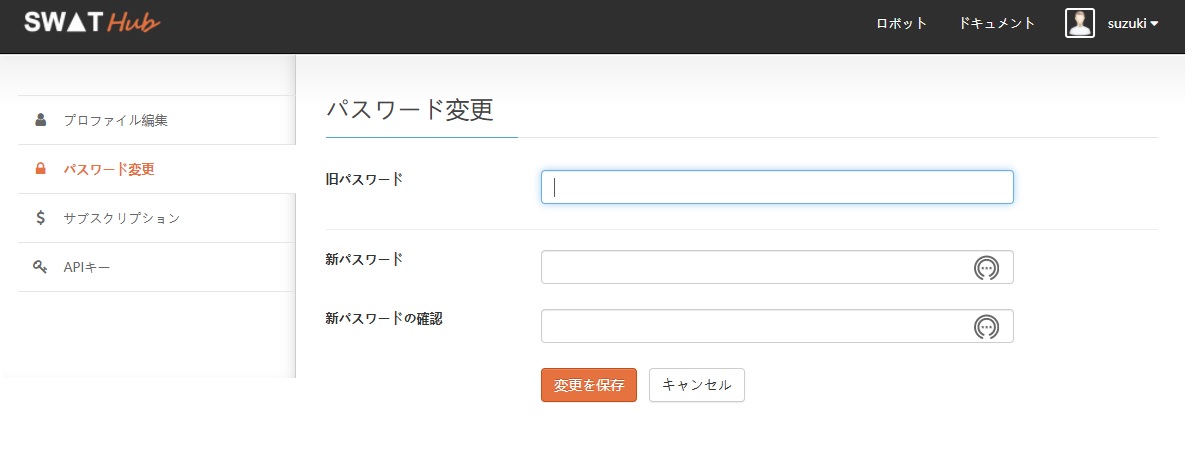 SWAT Hub
ロボット ドキュメント suzuki
プロファイル編集
パスワード変更
サブスクリプション
APIキー
パスワード変更
旧パスワード
新パスワード
新パスワードの確認
変更を保存 キャンセル